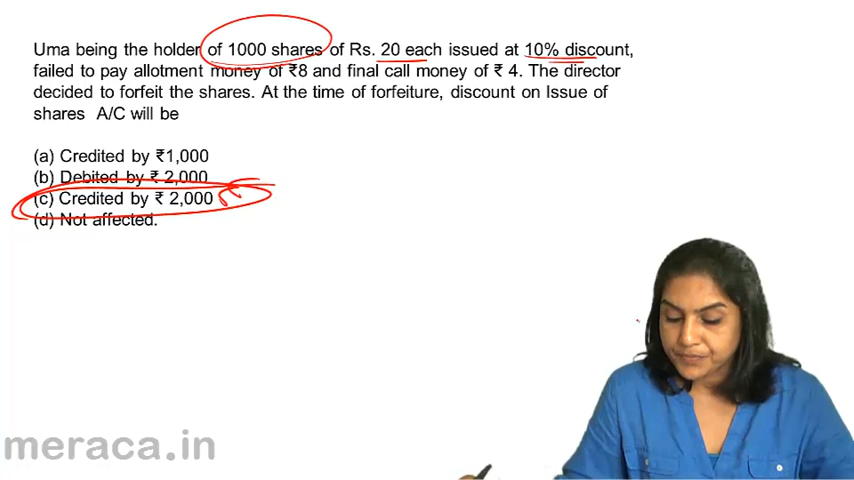 Uma being the holder of 1000 shares of Rs. 20 each issued at 10% discount,
failed to pay allotment money of ₹8 and final call money of ₹ 4. The director
decided to forfeit the shares. At the time of forfeiture, discount on Issue of
shares A/C will be
(a) Credited by ₹1,000
(b) Debited by ₹ 2,000
(c) Credited by ₹ 2,000
(d) Not affected.
meraca.in